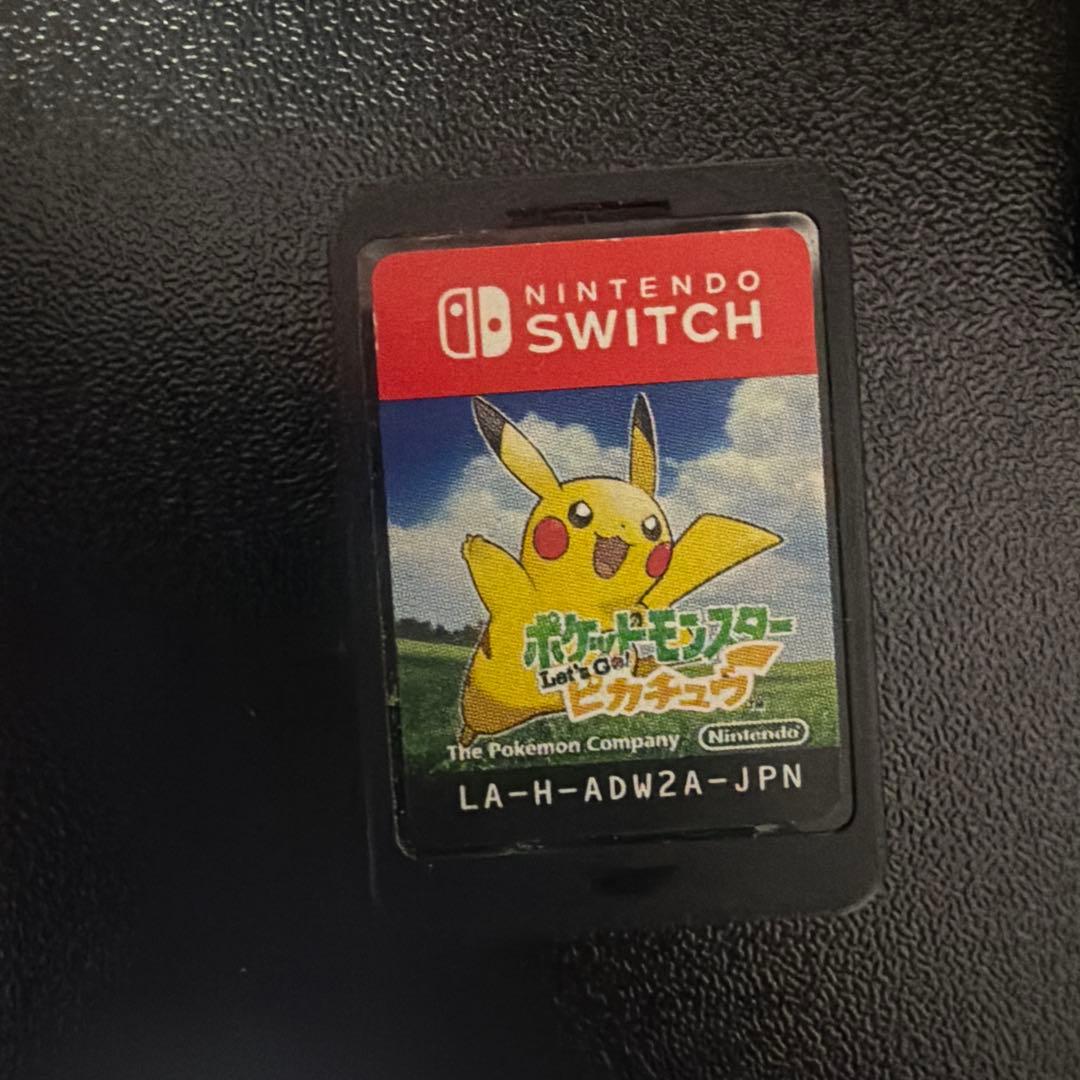 NINTENDO
SWITCH
ポケットモンスター
Let's Go!
ピカチュウ
The Pokémon Company
Nintendo
LA-H-ADW2A-JPN